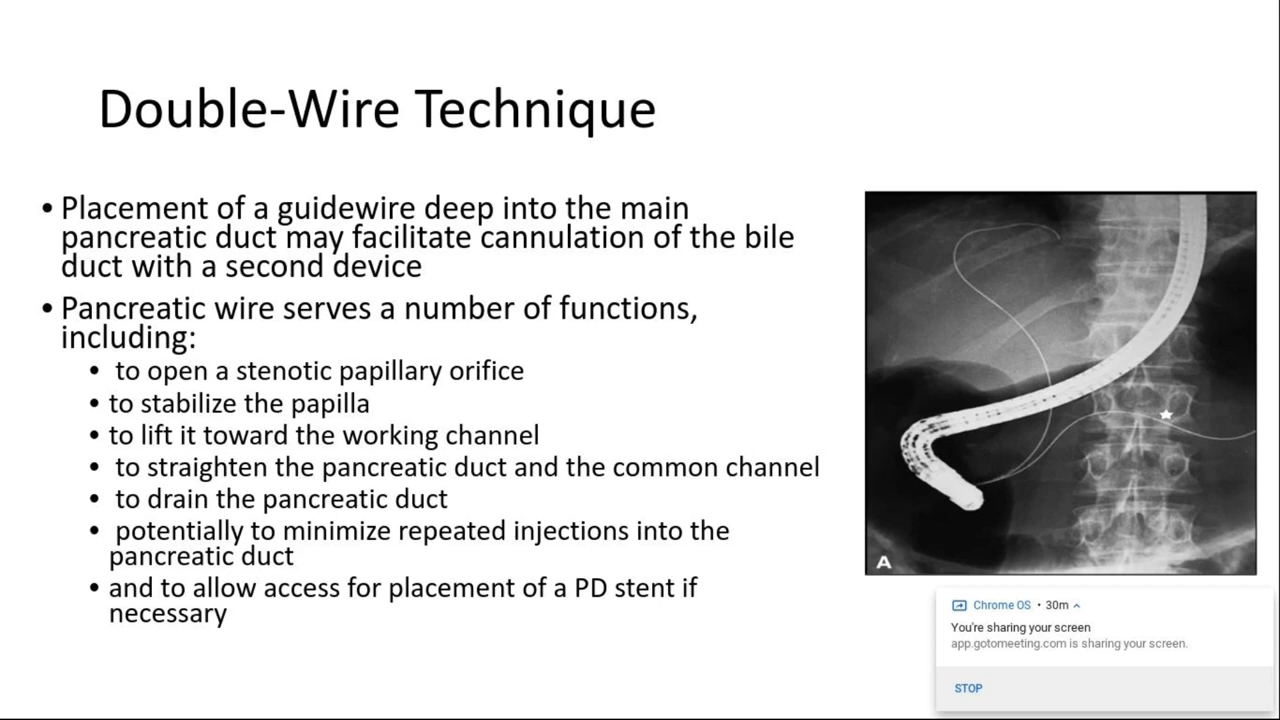 Double-Wire Technique
• Placement of a guidewire deep into the main
pancreatic duct may facilitate cannulation of the bile
duct with a second device
• Pancreatic wire serves a number of functions,
including:
• to open a stenotic papillary orifice
• to stabilize the papilla
• to lift it toward the working channel
• to straighten the pancreatic duct and the common channel
• to drain the pancreatic duct
• potentially to minimize repeated injections into the
pancreatic duct
• and to allow access for placement of a PD stent if
necessary
A
Chrome OS • 30m
You're sharing your screen
app.gotomeeting.com is sharing your screen.
STOP